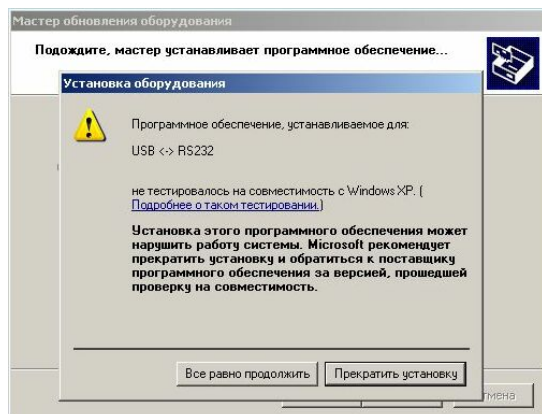 Мастер обновления оборудования
Подождите, мастер устанавливает программное обеспечение...
Установка оборудования
Программное обеспечение, устанавливаемое для:
USB <-> RS232
не тестировалось на совместимость с Windows XP. (
Подробнее о таком тестировании.)
Установка этого программного обеспечения может
нарушить работу системы. Microsoft рекомендует
прекратить установку и обратиться к поставщику
программного обеспечения за версией, прошедшей
проверку на совместимость.
Все равно продолжить Прекратить установку